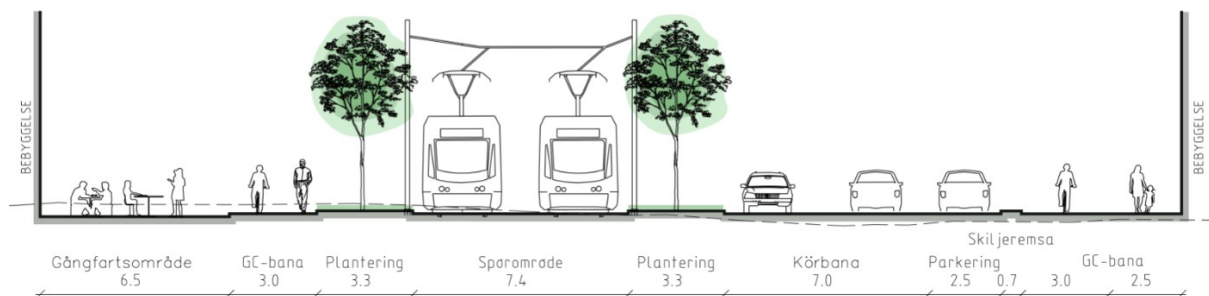 BEBYGGELSE
BEBYGGELSE
Skiljeremsa
Gångfartsområde GC-bana Plantering Spørområde Plantering Körbana Parkering GC-bana
6.5 3.0 3.3 7.4 3.3 7.0 2.5 0.7 3.0 2.5